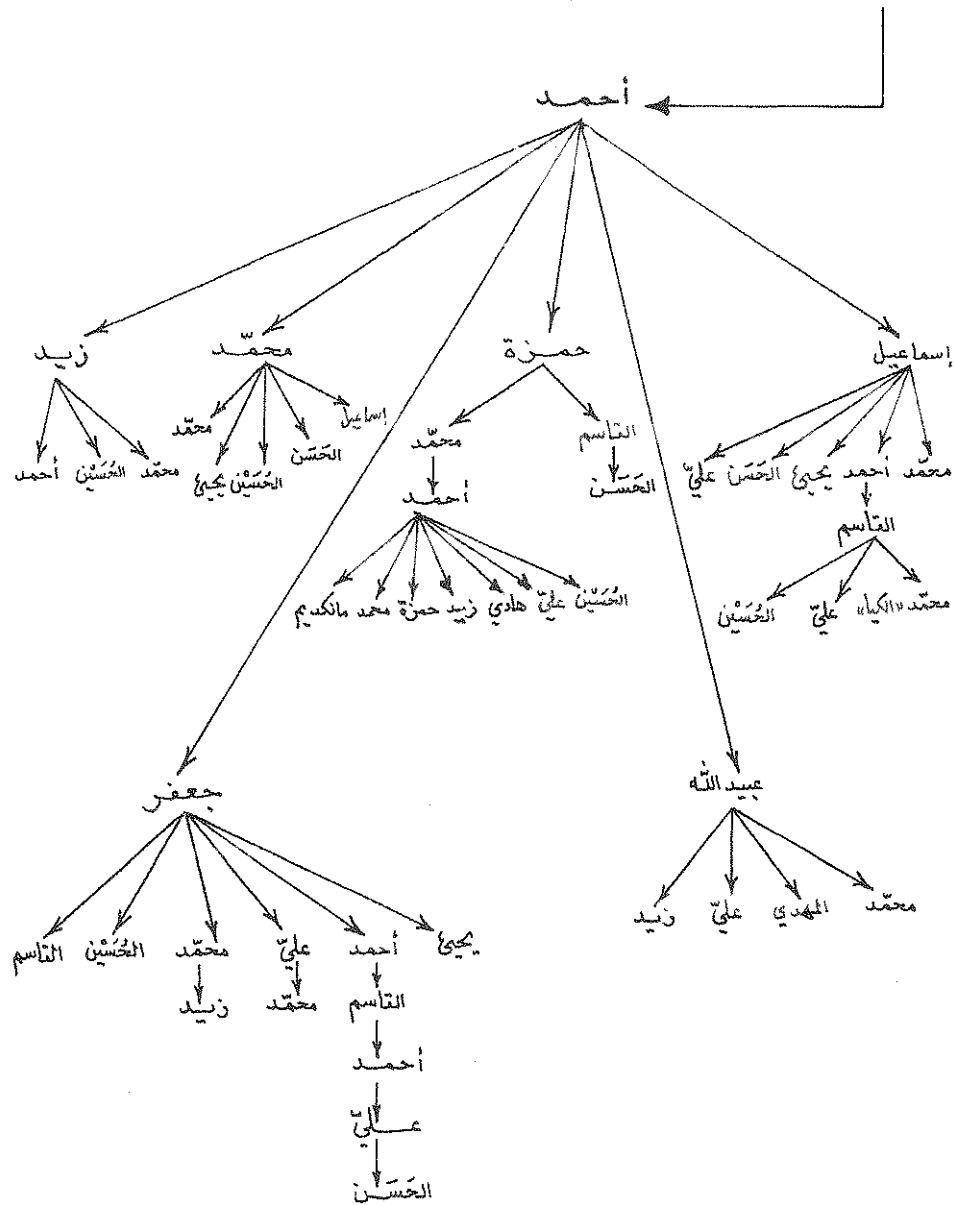 أحمد
إسماعيل حمزة محمّد زيد
محمّد أحمد يحيىٰ الحَسَن عليّ
القاسم
محمّد «الكيا» عليّ الحُسَيْن
القاسم محمّد
الحَسَن أحمد
الحُسَيْن عليّ هادي زيد حمزة محمد مانكديم
إسماعيل الحَسَن الحُسَيْن يحيىٰ محمّد
محمّد الحُسَيْن أحمد
عبيد الله جعفر
محمّد المهدي عليّ زيد
يحيىٰ أحمد عليّ محمّد الحُسَيْن القاسم
القاسم محمّد زيد
أحمد
عليّ
الحَسَن